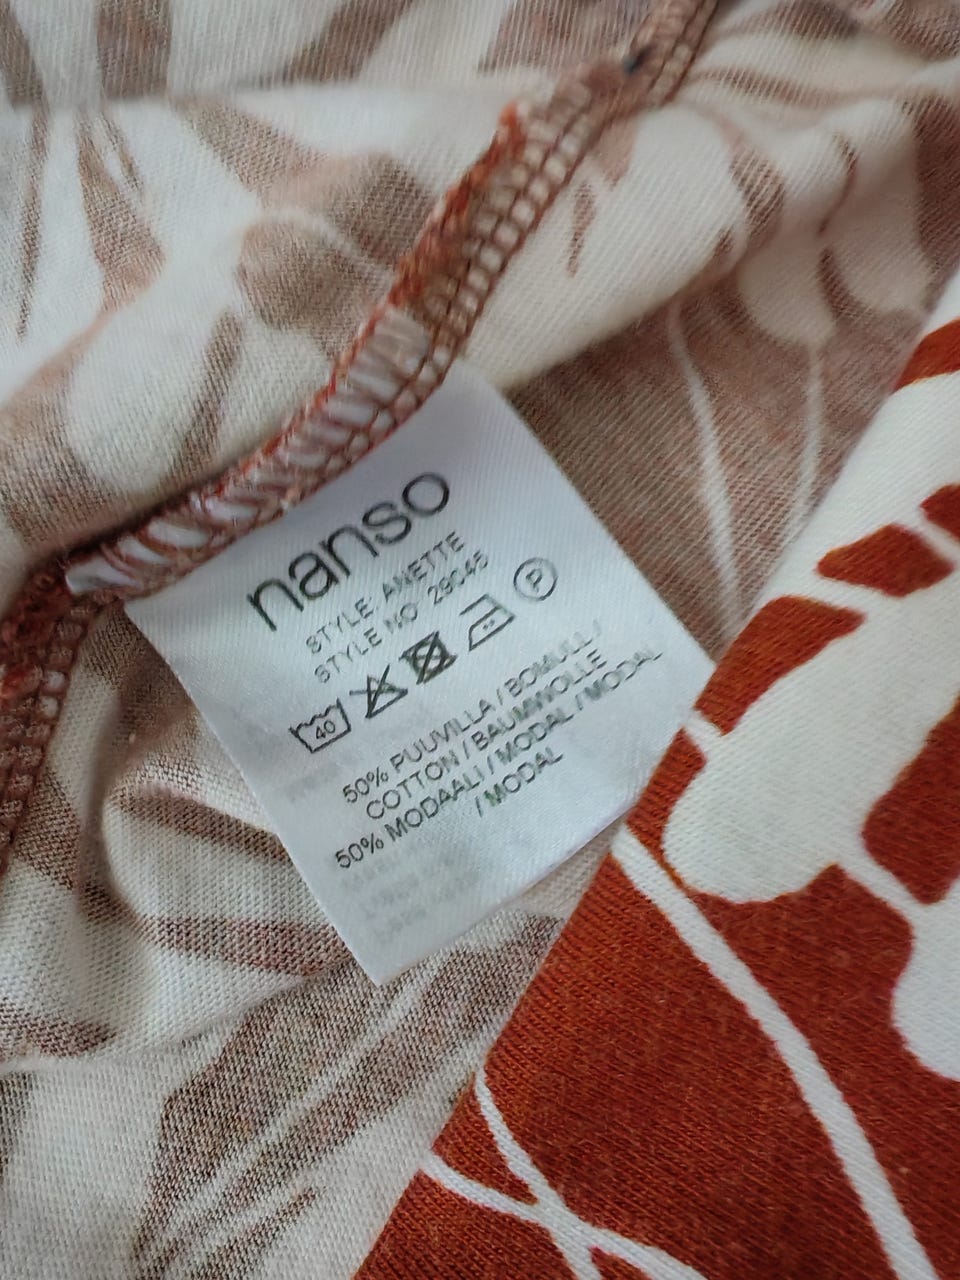 nanso
STYLE: ANETTE
STYLE NO: 29045
40 P
50% PUUVILLA / BOMULL /
COTTON / BAUMWOLLE
50% MODAALI / MODAL / MODAL
/ MODAL